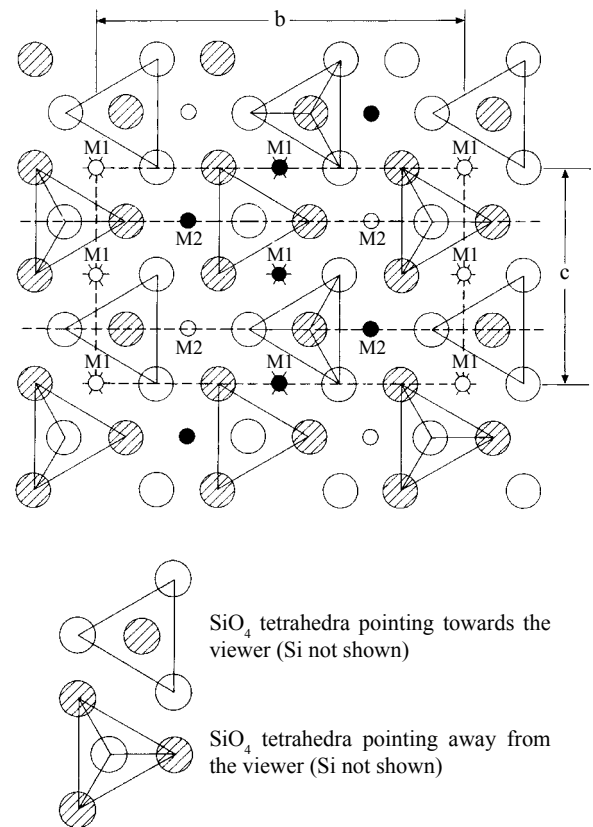 b
M1 M1 M1
M2 M2
M1 M1 M1
c
M2 M2
M1 M1 M1
SiO₄ tetrahedra pointing towards the
viewer (Si not shown)
SiO₄ tetrahedra pointing away from
the viewer (Si not shown)